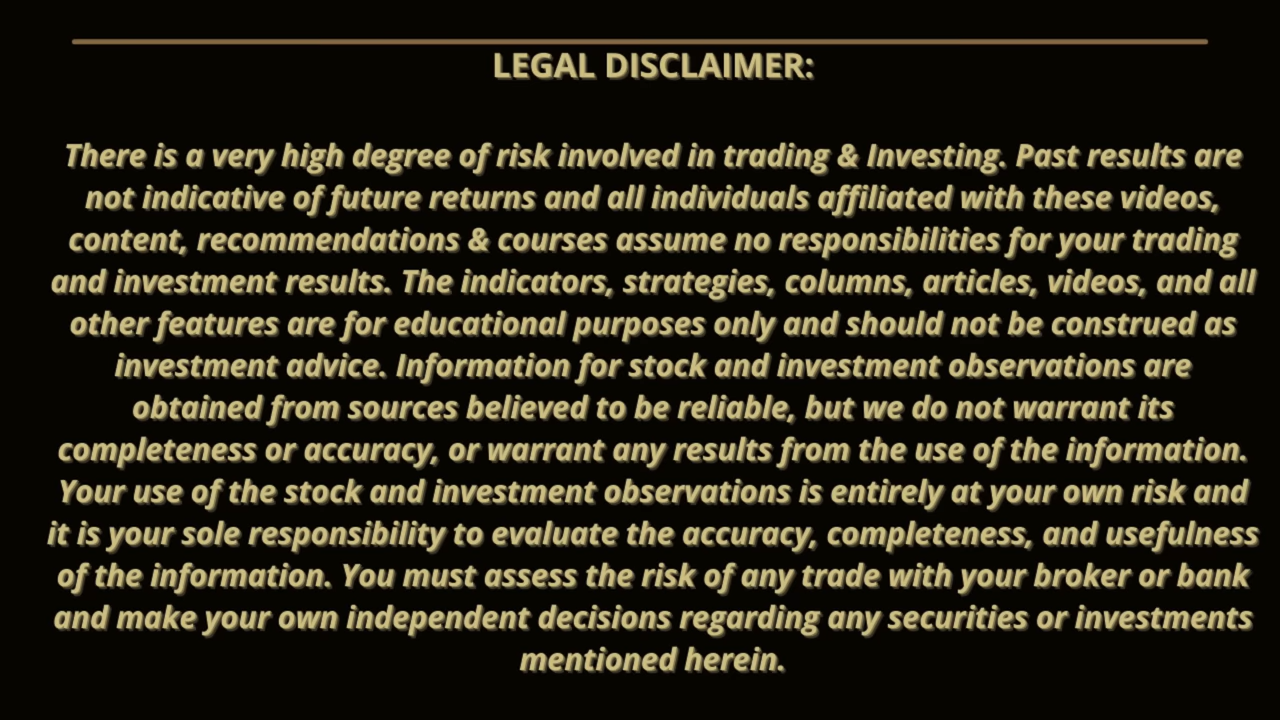 LEGAL DISCLAIMER:
There is a very high degree of risk involved in trading & Investing. Past results are
not indicative of future returns and all individuals affiliated with these videos,
content, recommendations & courses assume no responsibilities for your trading
and investment results. The indicators, strategies, columns, articles, videos, and all
other features are for educational purposes only and should not be construed as
investment advice. Information for stock and investment observations are
obtained from sources believed to be reliable, but we do not warrant its
completeness or accuracy, or warrant any results from the use of the information.
Your use of the stock and investment observations is entirely at your own risk and
it is your sole responsibility to evaluate the accuracy, completeness, and usefulness
of the information. You must assess the risk of any trade with your broker or bank
and make your own independent decisions regarding any securities or investments
mentioned herein.